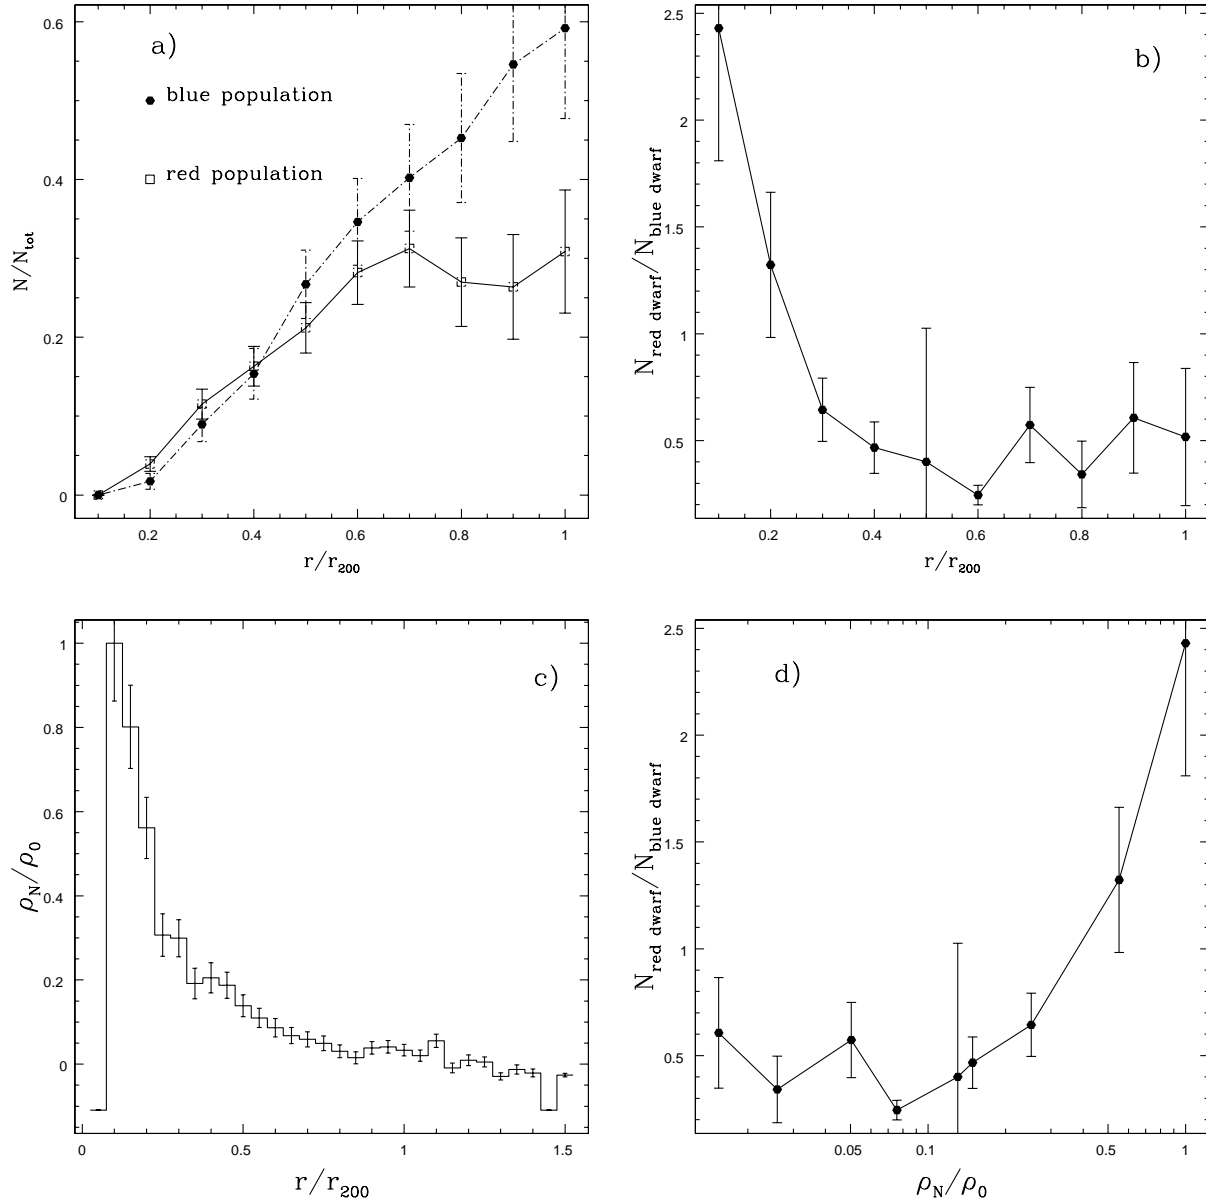 a)
blue population
red population
0.6
0.4
0.2
0
N/N_tot
0.2 0.4 0.6 0.8 1
r/r_200
b)
2.5
2
1.5
1
0.5
N_red dwarf/N_blue dwarf
0.2 0.4 0.6 0.8 1
r/r_200
c)
1
0.8
0.6
0.4
0.2
0
ρ_N/ρ_0
0 0.5 1 1.5
r/r_200
d)
2.5
2
1.5
1
0.5
N_red dwarf/N_blue dwarf
0.05 0.1 0.5 1
ρ_N/ρ_0